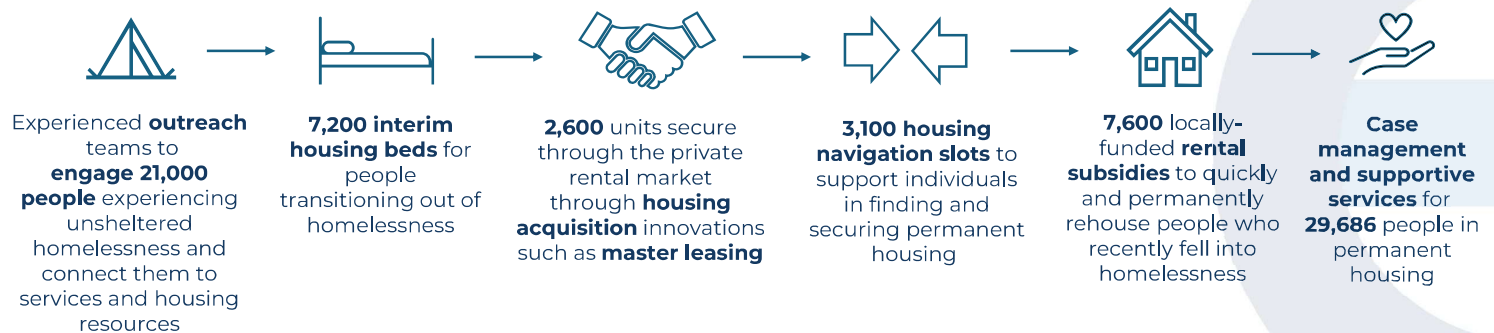 Experienced outreach
teams to
engage 21,000
people experiencing
unsheltered
homelessness and
connect them to
services and housing
resources
7,200 interim
housing beds for
people
transitioning out of
homelessness
2,600 units secure
through the private
rental market
through housing
acquisition innovations
such as master leasing
3,100 housing
navigation slots to
support individuals
in finding and
securing permanent
housing
7,600 locally-
funded rental
subsidies to quickly
and permanently
rehouse people who
recently fell into
homelessness
Case
management
and supportive
services for
29,686 people in
permanent
housing